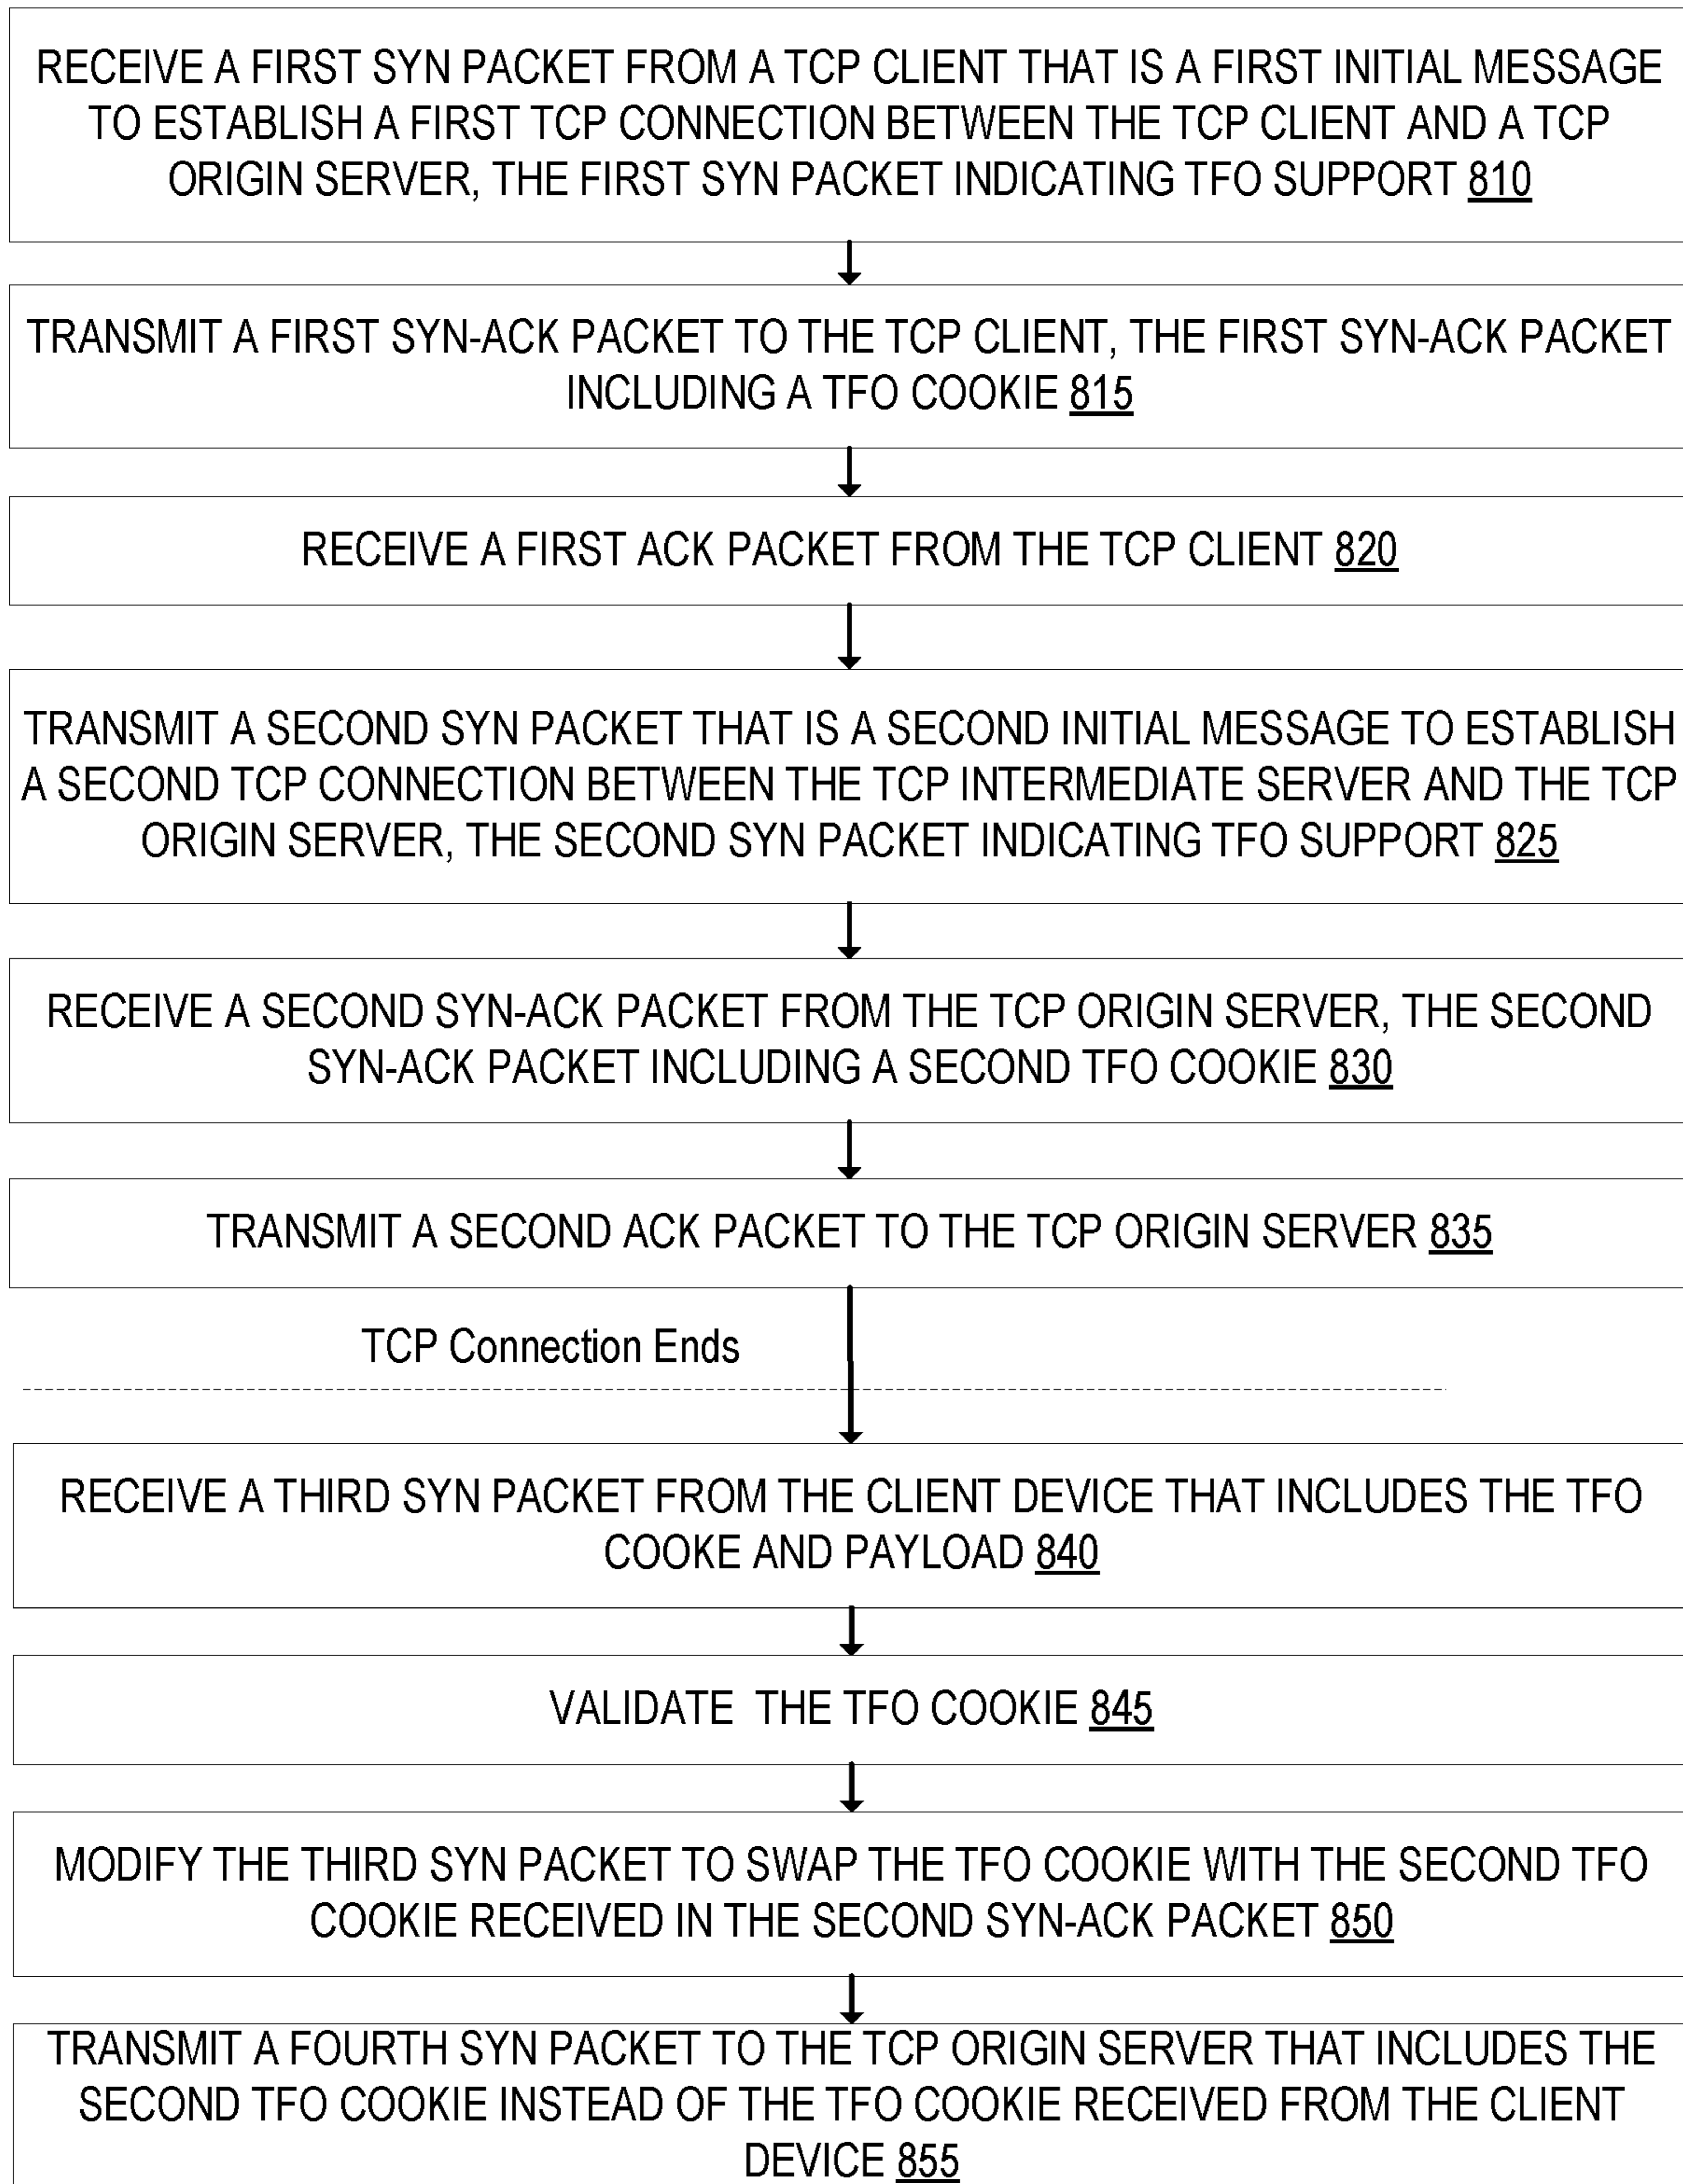 RECEIVE A FIRST SYN PACKET FROM A TCP CLIENT THAT IS A FIRST INITIAL MESSAGE
TO ESTABLISH A FIRST TCP CONNECTION BETWEEN THE TCP CLIENT AND A TCP
ORIGIN SERVER, THE FIRST SYN PACKET INDICATING TFO SUPPORT 810
TRANSMIT A FIRST SYN-ACK PACKET TO THE TCP CLIENT, THE FIRST SYN-ACK PACKET
INCLUDING A TFO COOKIE 815
RECEIVE A FIRST ACK PACKET FROM THE TCP CLIENT 820
TRANSMIT A SECOND SYN PACKET THAT IS A SECOND INITIAL MESSAGE TO ESTABLISH
A SECOND TCP CONNECTION BETWEEN THE TCP INTERMEDIATE SERVER AND THE TCP
ORIGIN SERVER, THE SECOND SYN PACKET INDICATING TFO SUPPORT 825
RECEIVE A SECOND SYN-ACK PACKET FROM THE TCP ORIGIN SERVER, THE SECOND
SYN-ACK PACKET INCLUDING A SECOND TFO COOKIE 830
TRANSMIT A SECOND ACK PACKET TO THE TCP ORIGIN SERVER 835
TCP Connection Ends
RECEIVE A THIRD SYN PACKET FROM THE CLIENT DEVICE THAT INCLUDES THE TFO
COOKE AND PAYLOAD 840
VALIDATE THE TFO COOKIE 845
MODIFY THE THIRD SYN PACKET TO SWAP THE TFO COOKIE WITH THE SECOND TFO
COOKIE RECEIVED IN THE SECOND SYN-ACK PACKET 850
TRANSMIT A FOURTH SYN PACKET TO THE TCP ORIGIN SERVER THAT INCLUDES THE
SECOND TFO COOKIE INSTEAD OF THE TFO COOKIE RECEIVED FROM THE CLIENT
DEVICE 855